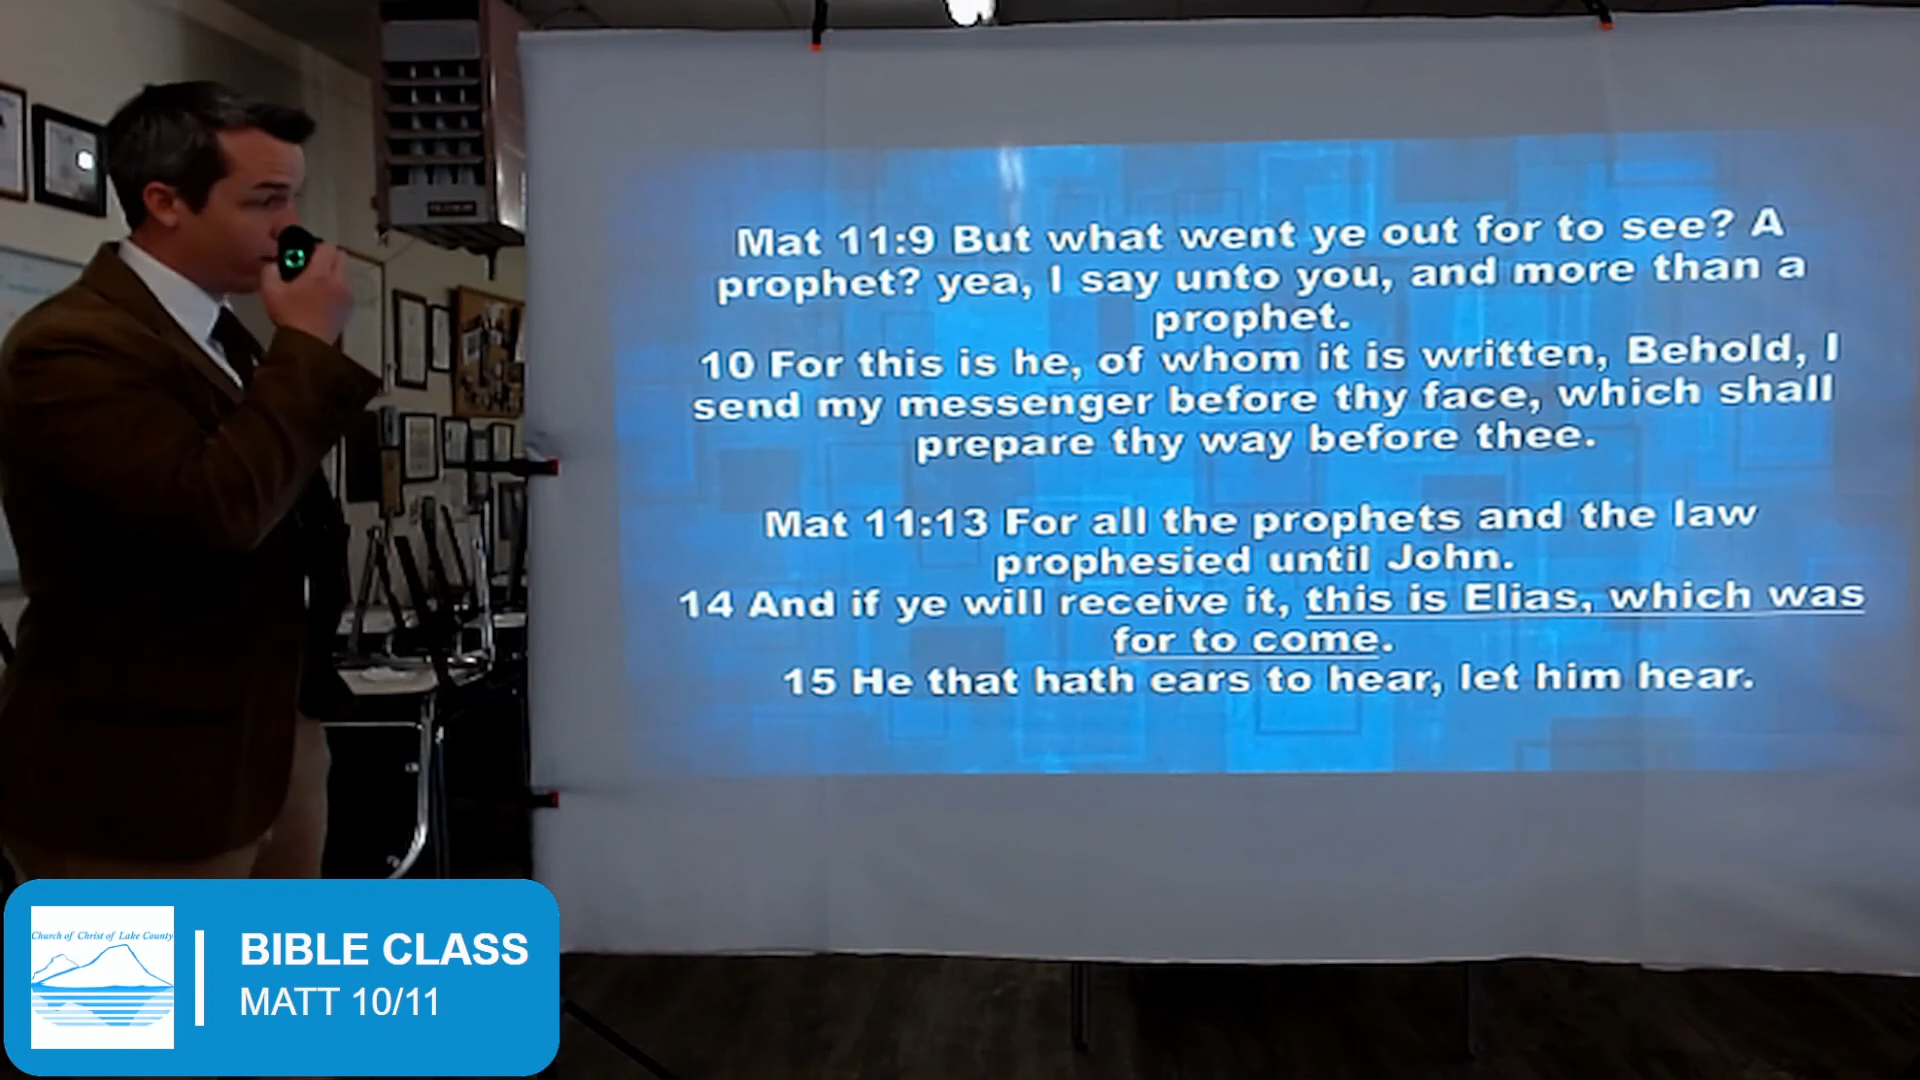 Mat 11:9 But what went ye out for to see? A
prophet? yea, I say unto you, and more than a
prophet.
10 For this is he, of whom it is written, Behold, I
send my messenger before thy face, which shall
prepare thy way before thee.
Mat 11:13 For all the prophets and the law
prophesied until John.
14 And if ye will receive it, this is Elias, which was
for to come.
15 He that hath ears to hear, let him hear.
Church of Christ of Lake County
BIBLE CLASS
MATT 10/11